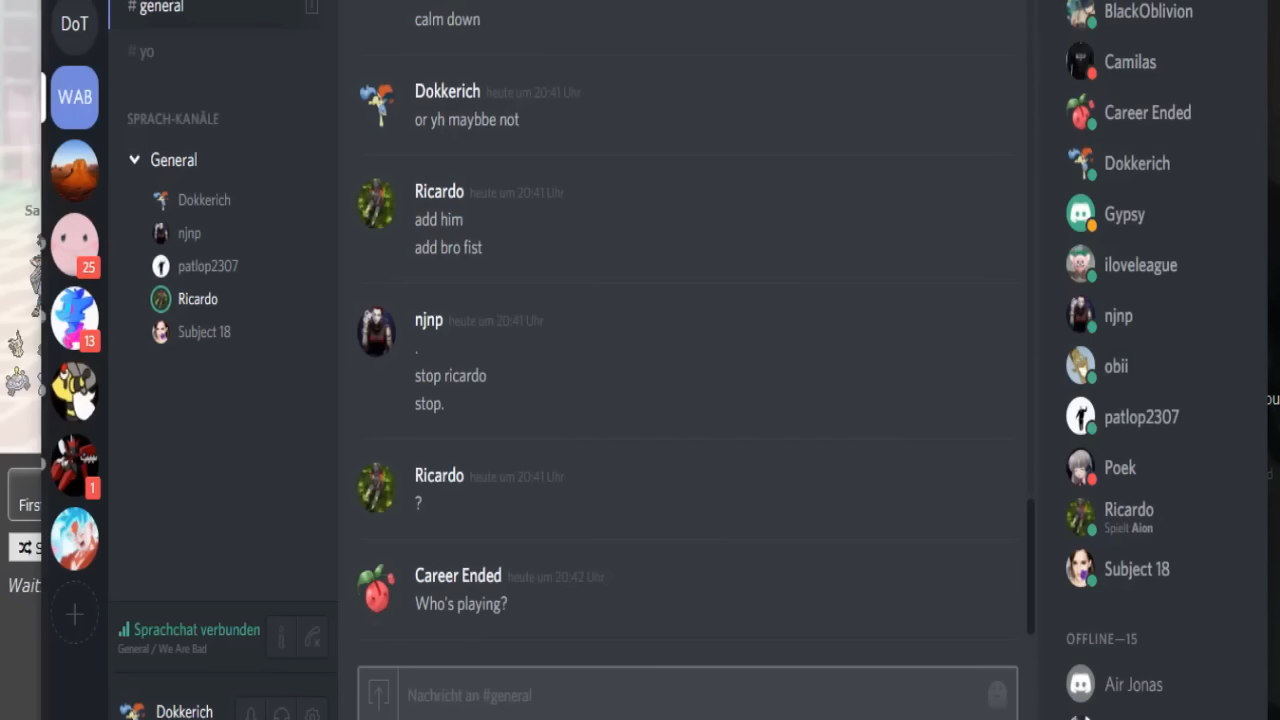 DoT
WAB
25
13
1
# general
# yo
SPRACH-KANÄLE
General
Dokkerich
njnp
patlop2307
Ricardo
Subject 18
Sprachchat verbunden
General / We Are Bad
Dokkerich
calm down
Dokkerich heute um 20:41 Uhr
or yh maybbe not
Ricardo heute um 20:41 Uhr
add him
add bro fist
njnp heute um 20:41 Uhr
.
stop ricardo
stop.
Ricardo heute um 20:41 Uhr
?
Career Ended heute um 20:42 Uhr
Who's playing?
Nachricht an #general
BlackOblivion
Camilas
Career Ended
Dokkerich
Gypsy
iloveleague
njnp
obii
patlop2307
Poek
Ricardo
Spielt Aion
Subject 18
OFFLINE—15
Air Jonas